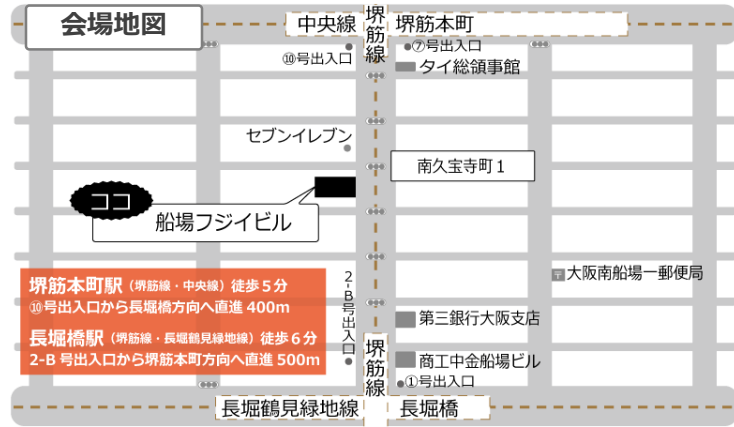 会場地図
中央線
堺筋線
堺筋本町
⑩号出入口
⑦号出入口
タイ総領事館
セブンイレブン
南久宝寺町1
ココ
船場フジイビル
〒大阪南船場一郵便局
堺筋本町駅（堺筋線・中央線）徒歩5分
⑩号出入口から長堀橋方向へ直進 400m
長堀橋駅（堺筋線・長堀鶴見緑地線）徒歩6分
2-B 号出入口から堺筋本町方向へ直進 500m
2-B号出入口
第三銀行大阪支店
堺筋線
商工中金船場ビル
①号出入口
長堀鶴見緑地線
長堀橋